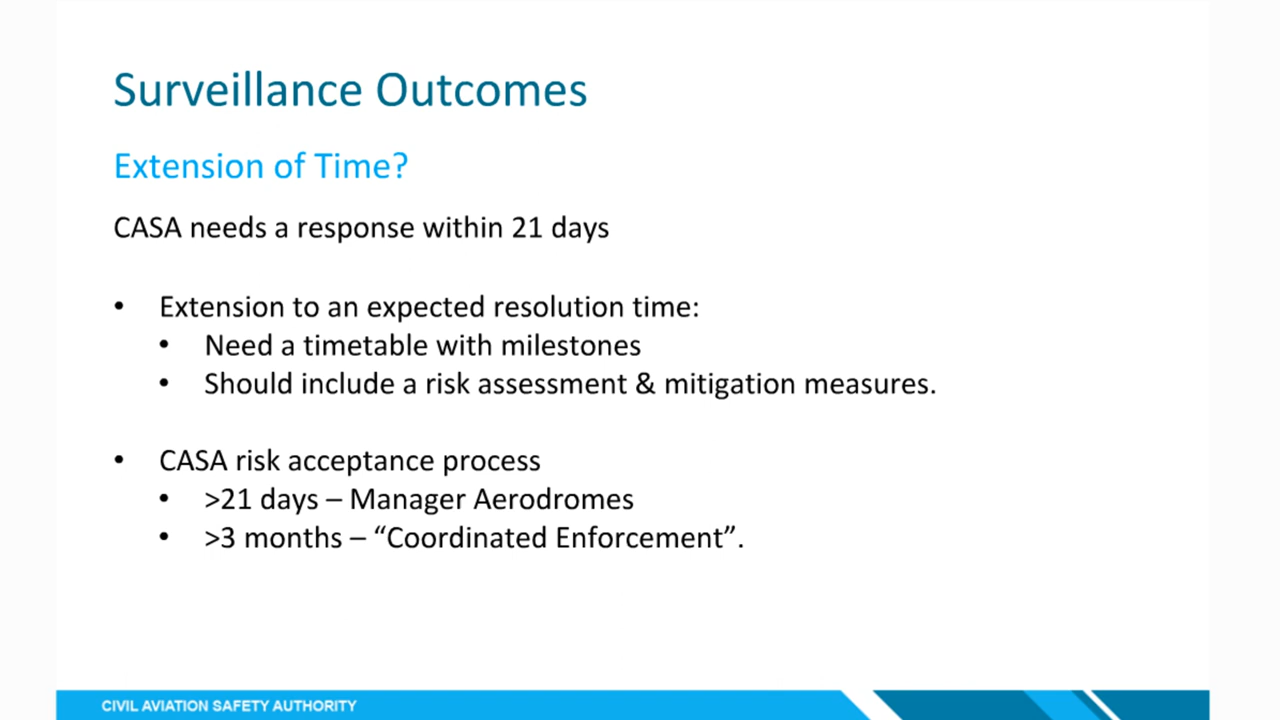 Surveillance Outcomes
Extension of Time?
CASA needs a response within 21 days
• Extension to an expected resolution time:
• Need a timetable with milestones
• Should include a risk assessment & mitigation measures.
• CASA risk acceptance process
• >21 days – Manager Aerodromes
• >3 months – “Coordinated Enforcement”.
CIVIL AVIATION SAFETY AUTHORITY